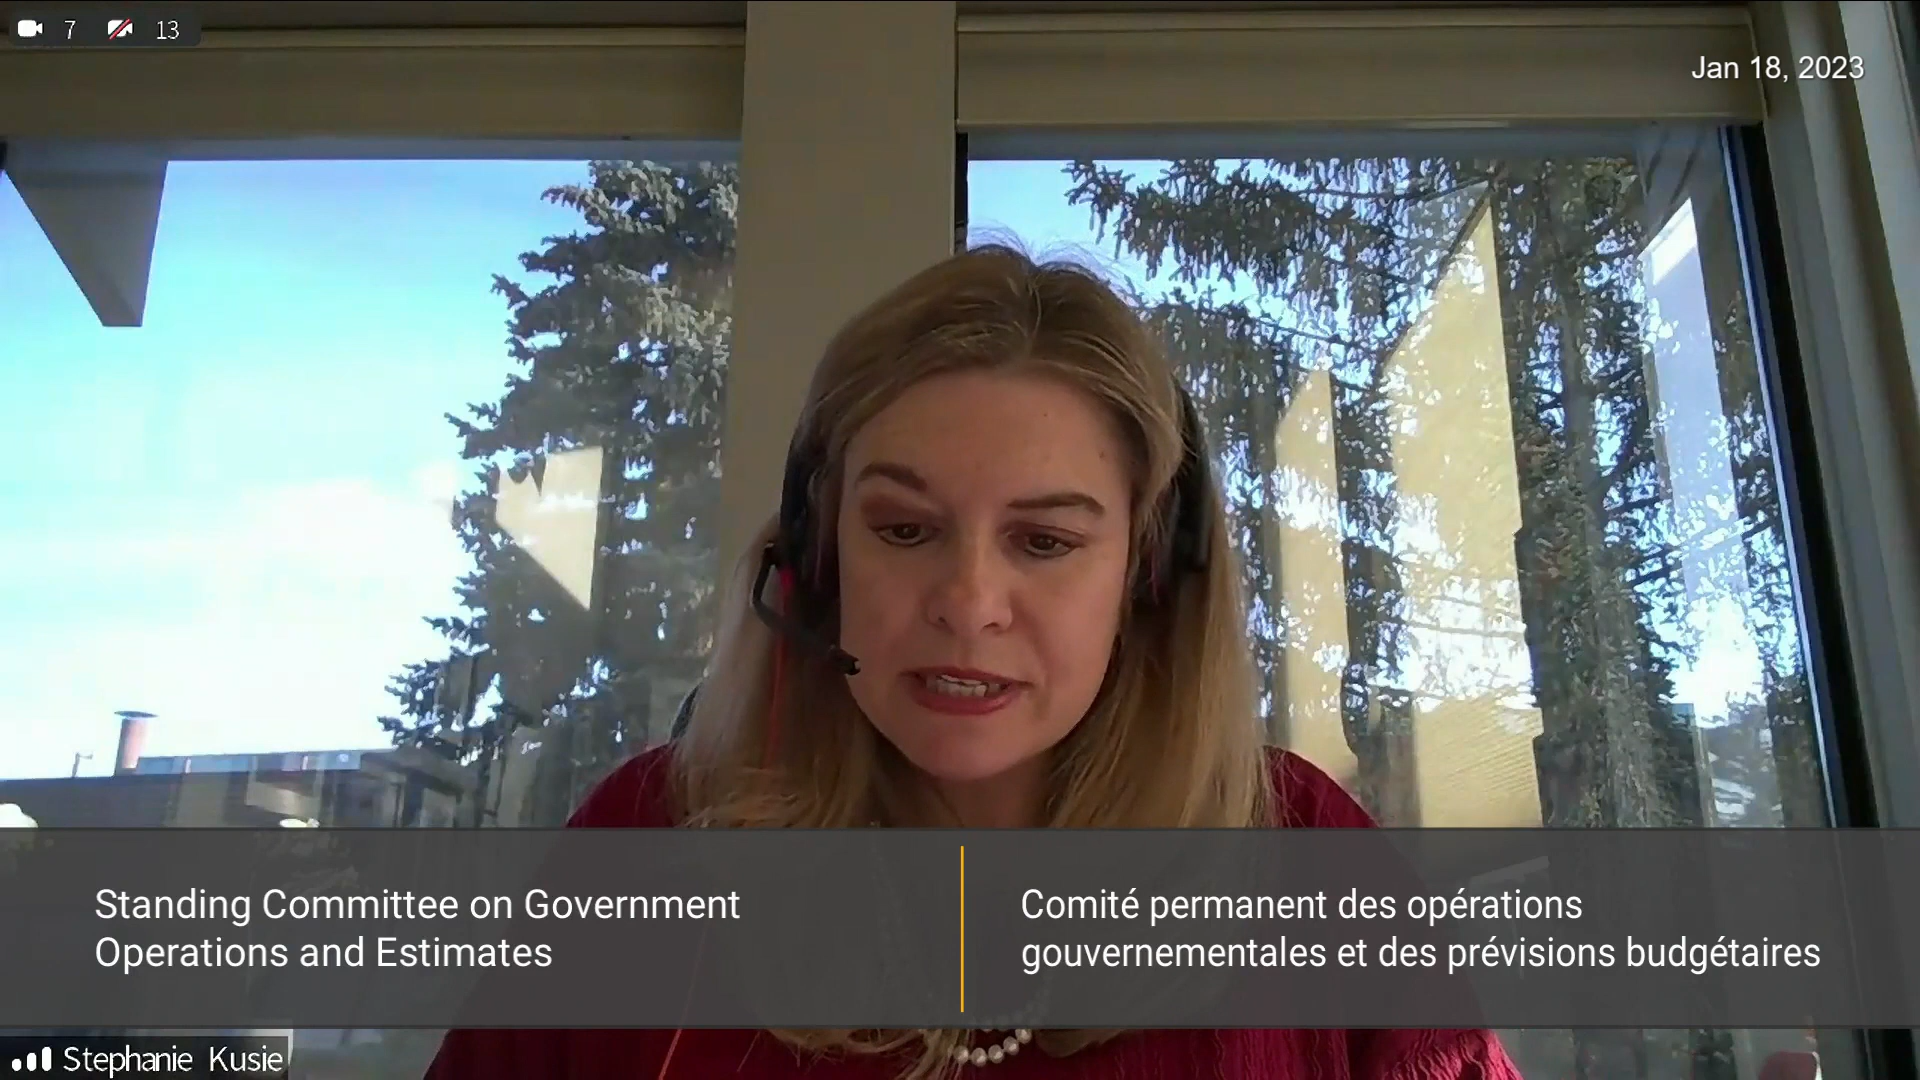 7 13
Jan 18, 2023
Standing Committee on Government
Operations and Estimates
Comité permanent des opérations
gouvernementales et des prévisions budgétaires
Stephanie Kusie